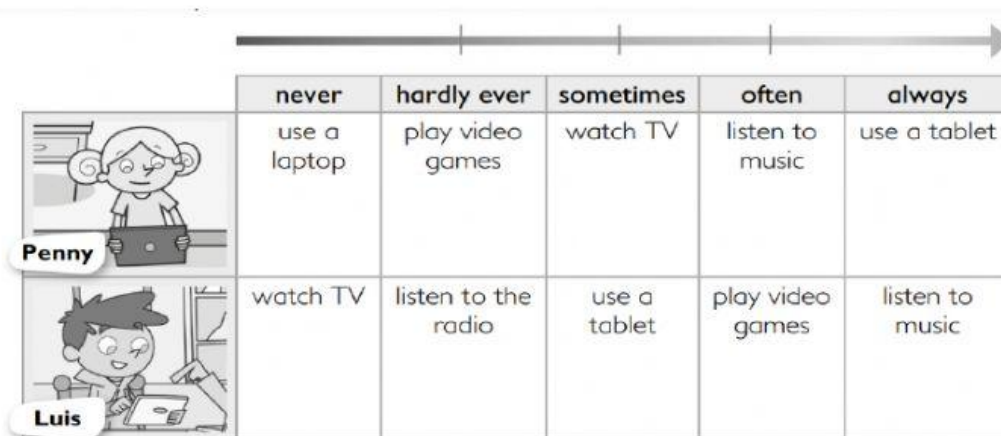 never hardly ever sometimes often always
use a play video watch TV listen to use a tablet
laptop games music
Penny
watch TV listen to the use a play video listen to
radio tablet games music
Luis